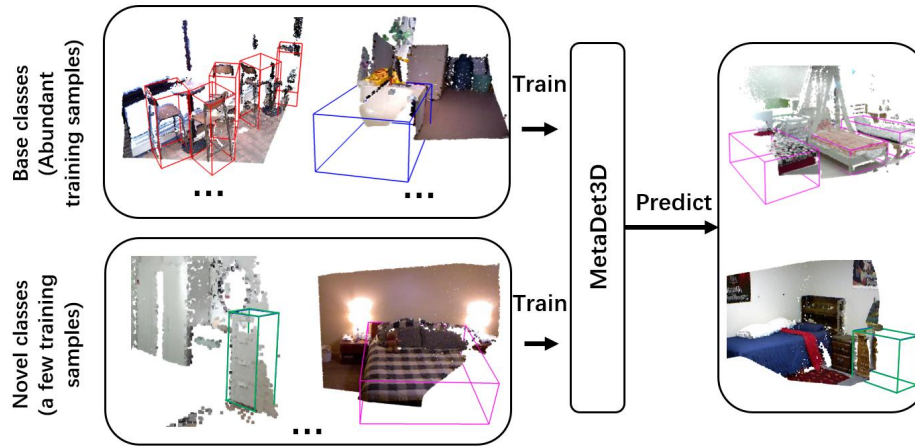 Base classes
(Abundant
training samples)
...
...
Train
Novel classes
(a few training
samples)
...
Train
MetaDet3D
Predict